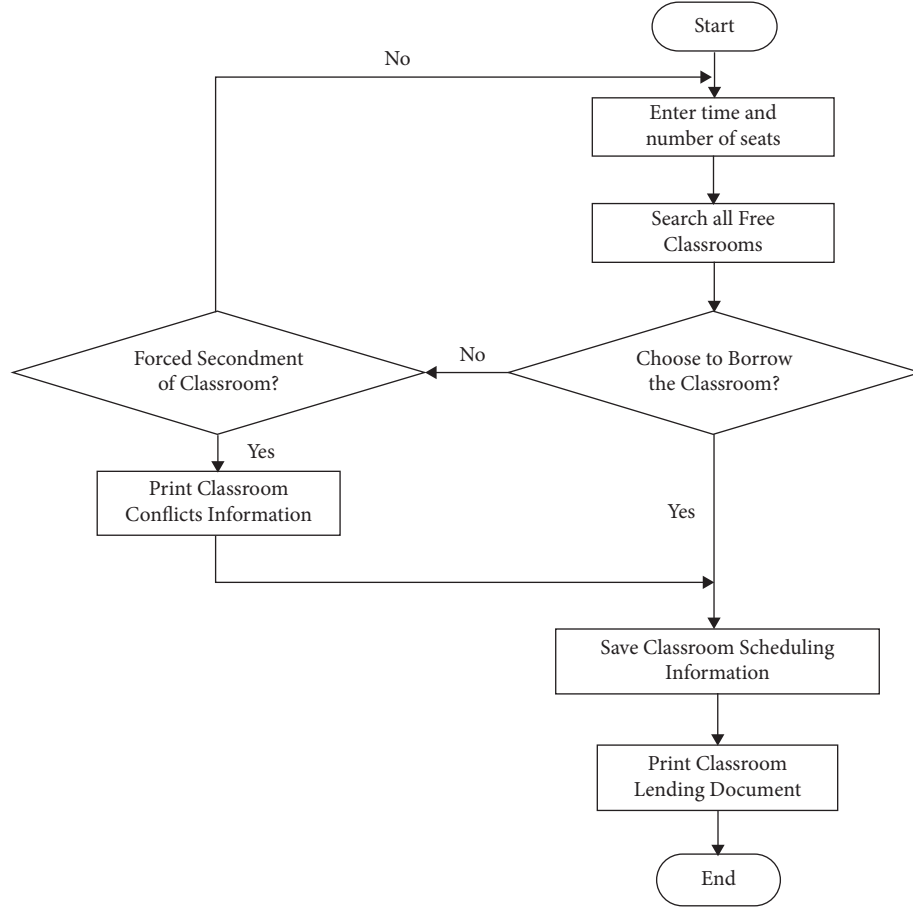 Start
No
Enter time and
number of seats
Search all Free
Classrooms
Forced Secondment
of Classroom?
No
Choose to Borrow
the Classroom?
Yes
Print Classroom
Conflicts Information
Yes
Save Classroom Scheduling
Information
Print Classroom
Lending Document
End